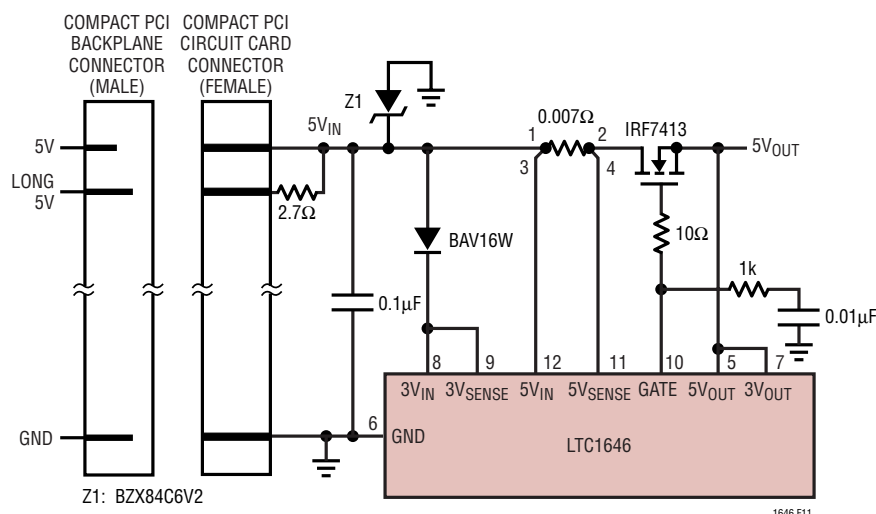 COMPACT PCI
BACKPLANE
CONNECTOR
(MALE)
COMPACT PCI
CIRCUIT CARD
CONNECTOR
(FEMALE)
Z1
5VIN
0.007Ω
1
2
3
4
IRF7413
5V
5VOUT
LONG
5V
2.7Ω
10Ω
BAV16W
1k
0.1μF
0.01μF
8
9
12
11
10
5
7
3VIN
3VSENSE
5VIN
5VSENSE
GATE
5VOUT
3VOUT
6
GND
GND
LTC1646
Z1: BZX84C6V2
1646 F11